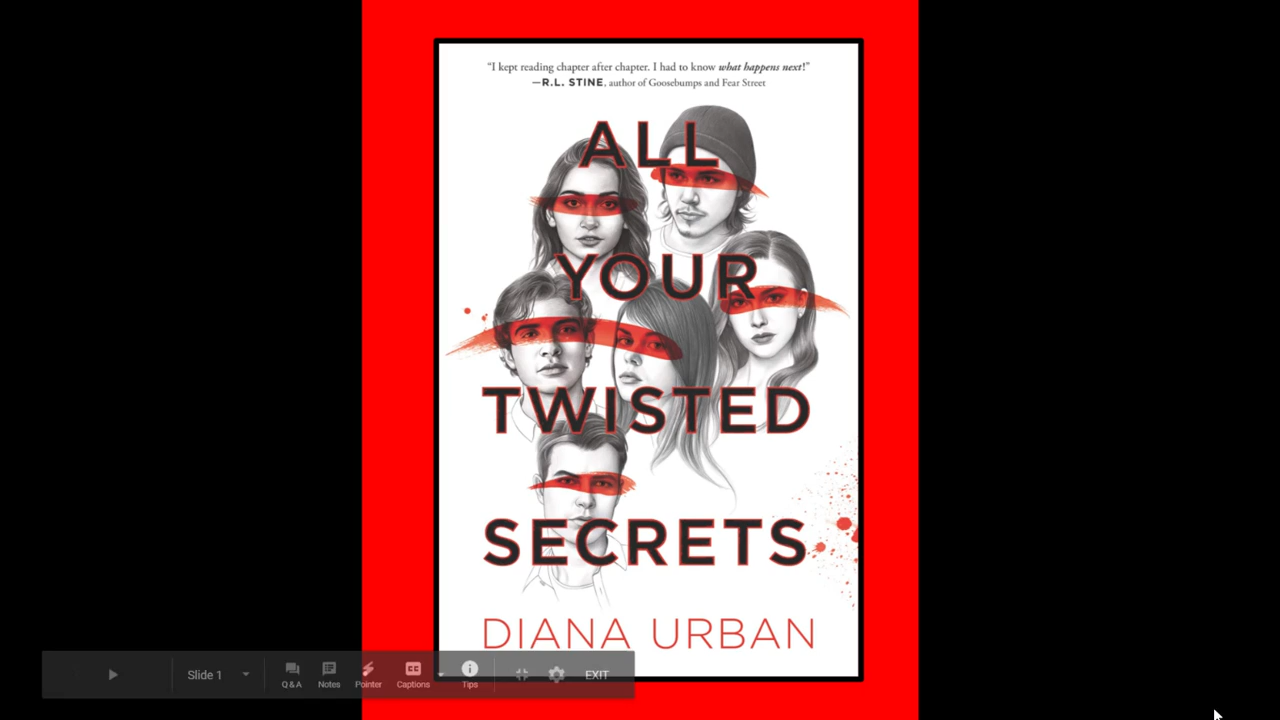 “I kept reading chapter after chapter. I had to know what happens next!”
—R.L. STINE, author of Goosebumps and Fear Street
ALL
YOUR
TWISTED
SECRETS
DIANA URBAN
Slide 1
Q & A
Notes
Pointer
CC
Captions
Tips
EXIT